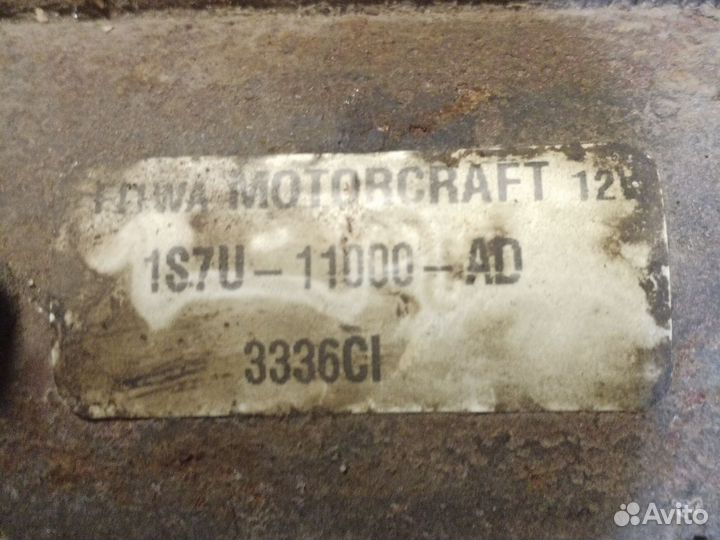 MOTORCRAFT 12V
1S7U-11000-AD
3336CI
Avito